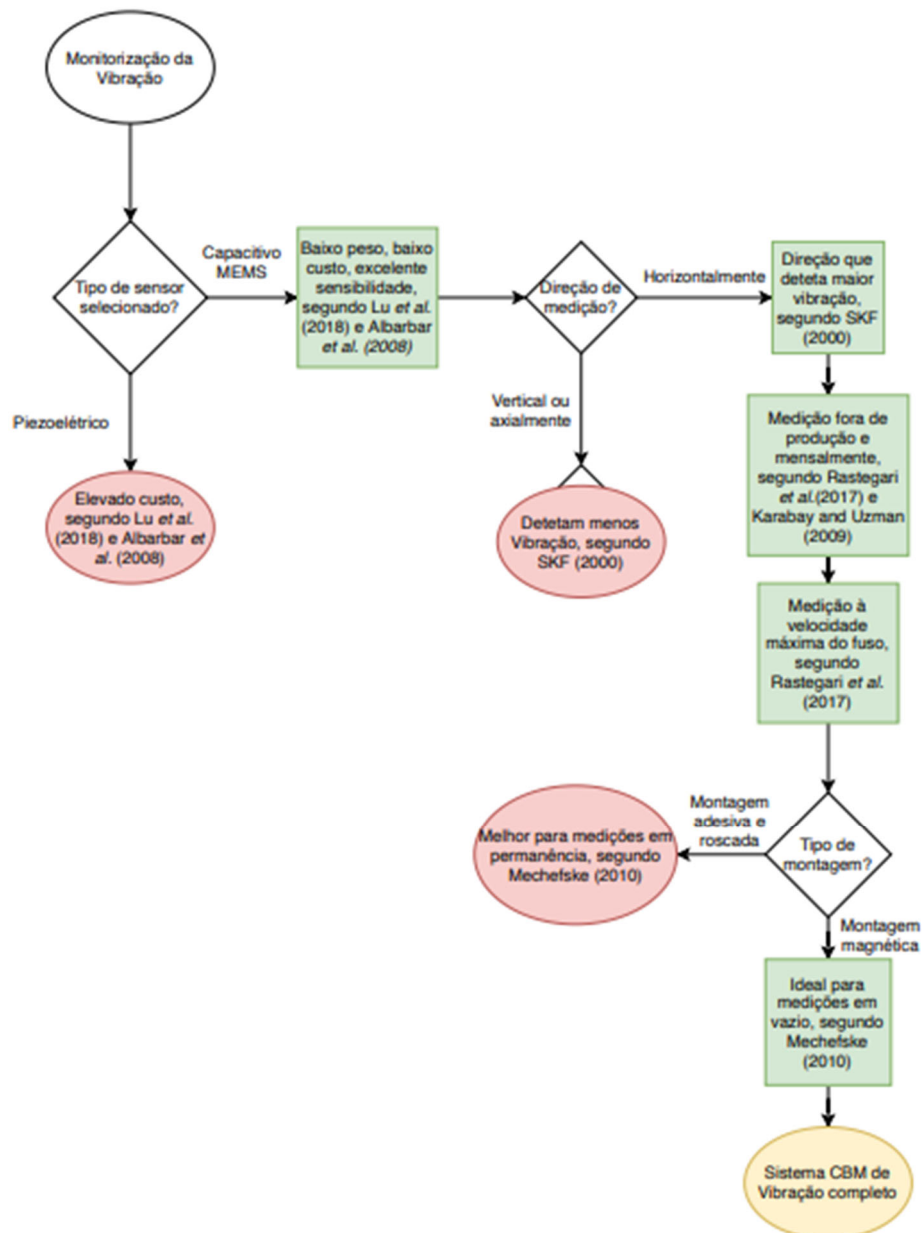 Monitorização da
Vibração
Tipo de sensor
selecionado?
Capacitivo
MEMS
Baixo peso, baixo
custo, excelente
sensibilidade,
segundo Lu et al.
(2018) e Albarbar
et al. (2008)
Direção de
medição?
Horizontalmente
Direção que
deteta maior
vibração,
segundo SKF
(2000)
Piezoelétrico
Elevado custo,
segundo Lu et al.
(2018) e Albarbar et
al. (2008)
Vertical ou
axialmente
Detetam menos
Vibração, segundo
SKF (2000)
Medição fora de
produção e
mensalmente,
segundo Rastegari
et al.(2017) e
Karabay and Uzman
(2009)
Medição à
velocidade
máxima do fuso,
segundo
Rastegari et al.
(2017)
Tipo de
montagem?
Montagem
adesiva e
roscada
Melhor para medições em
permanência, segundo
Mechefske (2010)
Montagem
magnética
Ideal para
medições em
vazio, segundo
Mechefske
(2010)
Sistema CBM de
Vibração completo